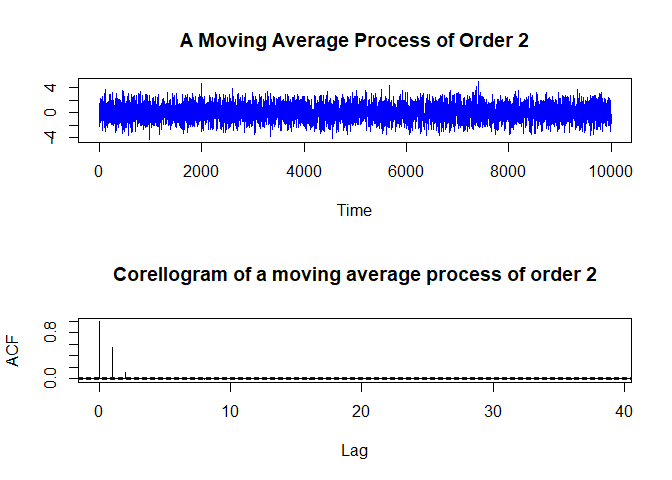 A Moving Average Process of Order 2
4
0
-4
0 2000 4000 6000 8000 10000
Time
Corellogram of a moving average process of order 2
ACF
0.8
0.0
0 10 20 30 40
Lag